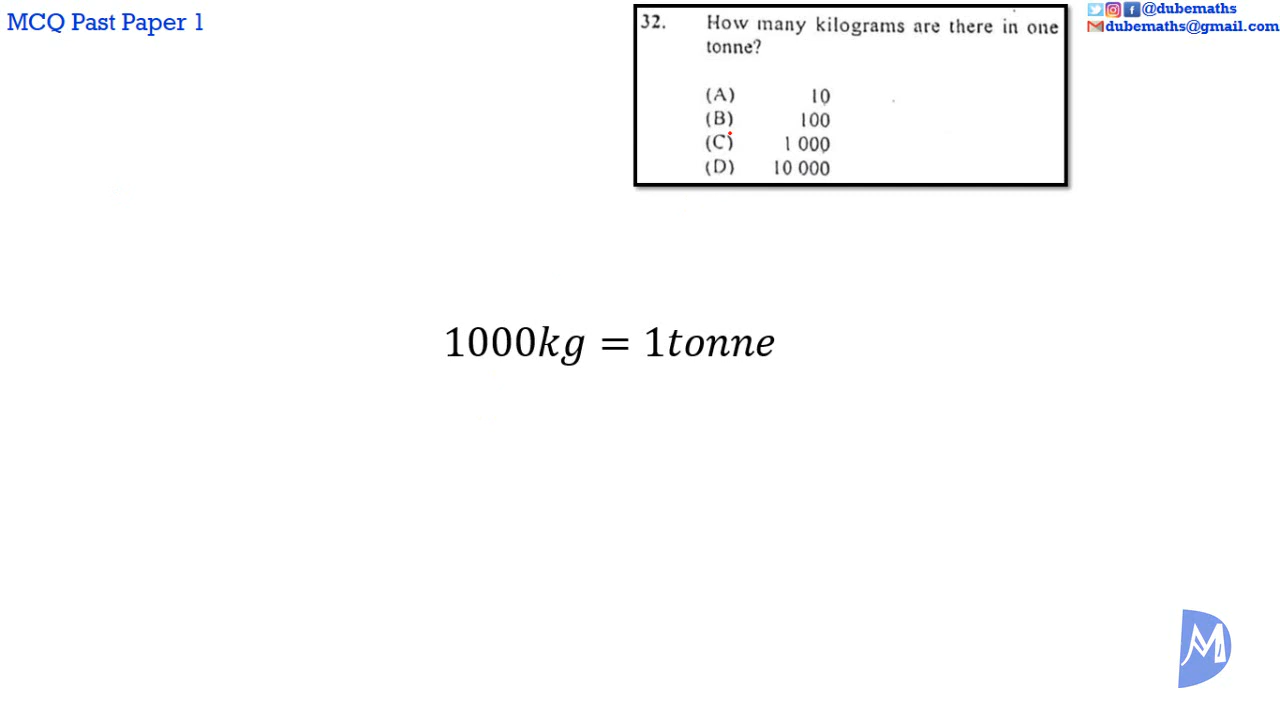 MCQ Past Paper 1
@dubemaths
dubemaths@gmail.com
32. How many kilograms are there in one
tonne?
(A) 10
(B) 100
(C) 1 000
(D) 10 000
1000kg = 1tonne